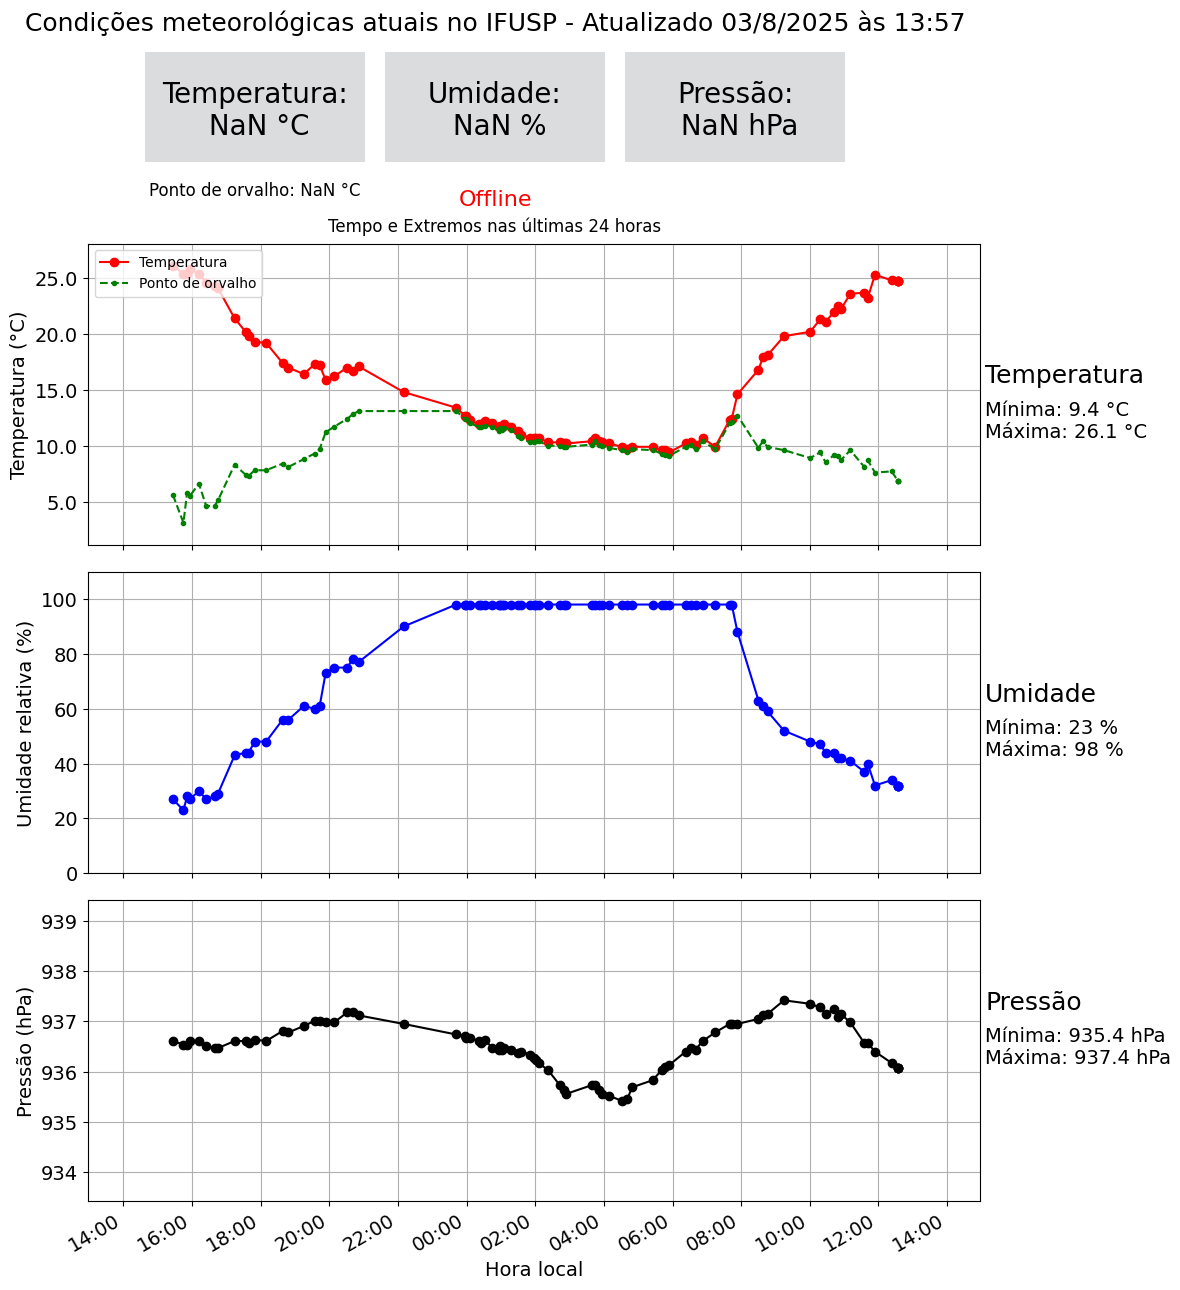 Condições meteorológicas atuais no IFUSP - Atualizado 03/8/2025 às 13:57
Temperatura:
NaN °C
Umidade:
NaN %
Pressão:
NaN hPa
Ponto de orvalho: NaN °C
Offline
Tempo e Extremos nas últimas 24 horas
Temperatura
Ponto de orvalho
25.0
20.0
15.0
10.0
5.0
Temperatura (°C)
Temperatura
Mínima: 9.4 °C
Máxima: 26.1 °C
100
80
60
40
20
0
Umidade relativa (%)
Umidade
Mínima: 23 %
Máxima: 98 %
939
938
937
936
935
934
Pressão (hPa)
Pressão
Mínima: 935.4 hPa
Máxima: 937.4 hPa
14:00
16:00
18:00
20:00
22:00
00:00
02:00
04:00
06:00
08:00
10:00
12:00
14:00
Hora local